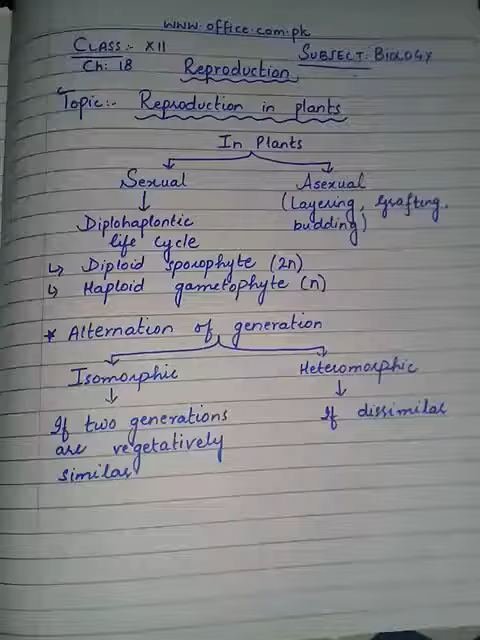 www.office.com.pk
CLASS:- XII SUBJECT: BIOLOGY
Ch: 18 Reproduction
Topic:- Reproduction in plants
In Plants
Sexual Asexual
(Layering, Grafting,
budding)
Diplohaplontic
life cycle
↳ Diploid sporophyte (2n)
↳ Haploid gametophyte (n)
* Alternation of generation
Isomorphic Heteromorphic
If two generations If dissimilar
are vegetatively
similar